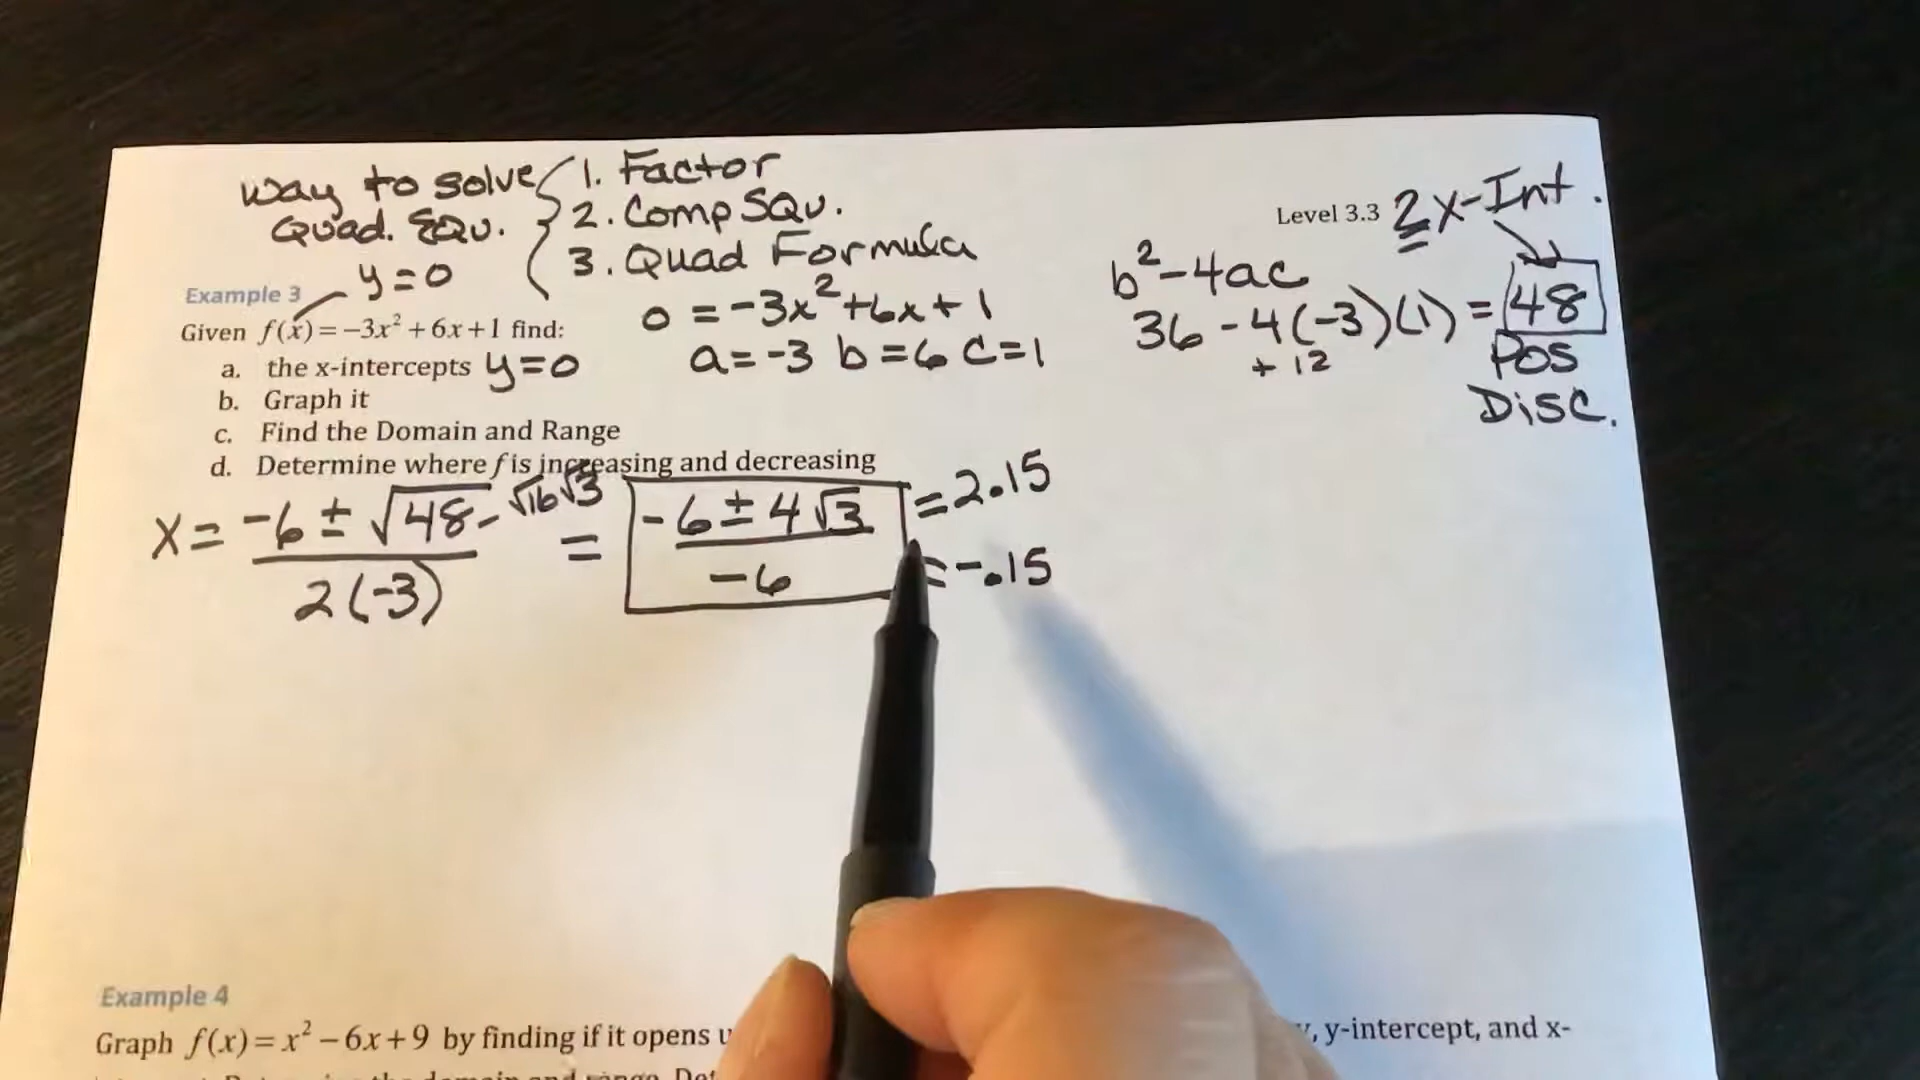 way to solve 1. Factor
Quad. Equ. 2. Comp Squ.
3. Quad Formula
Level 3.3 2 x-Int.
y=0
Example 3
0 = -3x² + 6x + 1
b² - 4ac
Given f(x) = −3x² + 6x + 1 find:
a = -3 b = 6 c = 1
36 - 4(-3)(1) = 48
+ 12
Pos
Disc.
a. the x-intercepts y=0
b. Graph it
c. Find the Domain and Range
d. Determine where f is increasing and decreasing
x = -6 ± √48 - √16 √3
2(-3)
= -6 ± 4√3
-6
= 2.15
= -.15
Example 4
Graph f(x) = x² − 6x + 9 by finding if it opens , y-intercept, and x-